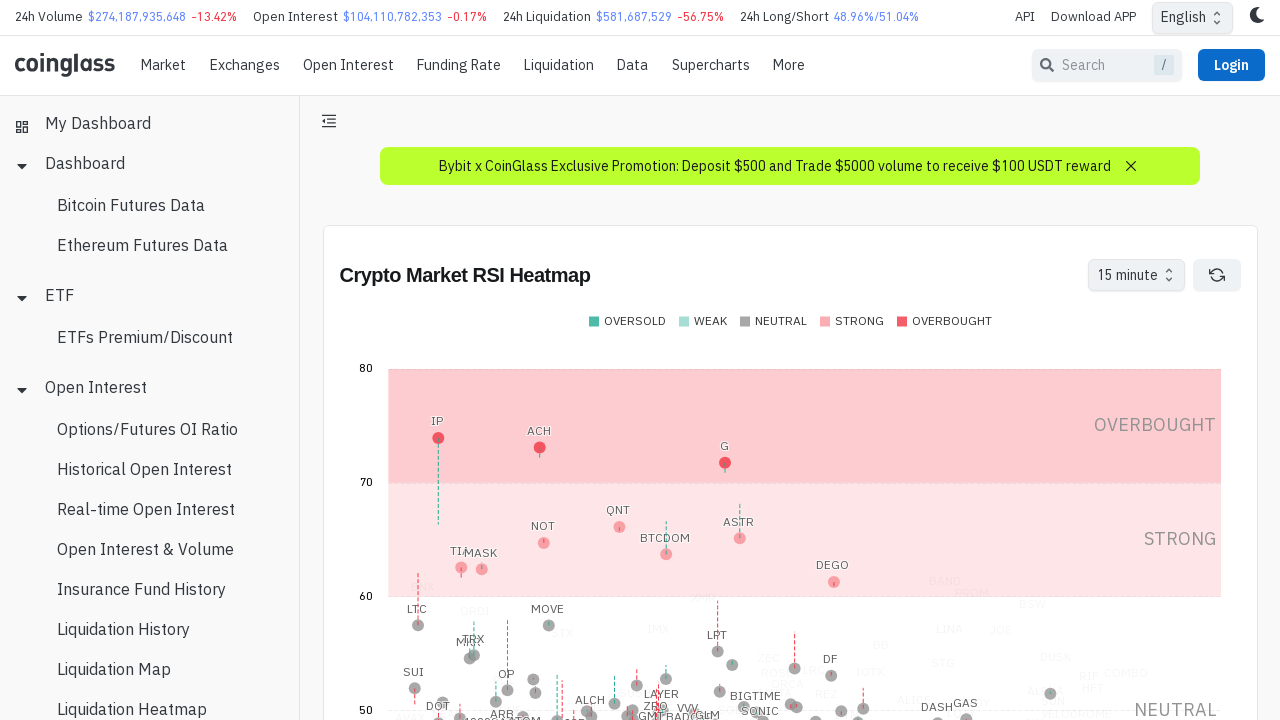 24h Volume $274,187,935,648 -13.42% Open Interest $104,110,782,353 -0.17% 24h Liquidation $581,687,529 -56.75% 24h Long/Short 48.96%/51.04% API Download APP English
coinglass Market Exchanges Open Interest Funding Rate Liquidation Data Supercharts More Search / Login
My Dashboard
Dashboard
Bitcoin Futures Data
Ethereum Futures Data
ETF
ETFs Premium/Discount
Open Interest
Options/Futures OI Ratio
Historical Open Interest
Real-time Open Interest
Open Interest & Volume
Insurance Fund History
Liquidation History
Liquidation Map
Liquidation Heatmap
Bybit x CoinGlass Exclusive Promotion: Deposit $500 and Trade $5000 volume to receive $100 USDT reward
Crypto Market RSI Heatmap 15 minute
OVERSOLD WEAK NEUTRAL STRONG OVERBOUGHT
80
IP
ACH
OVERBOUGHT
G
70
QNT
NOT
ASTR
BTCDOM
STRONG
MASK
DEGO
60
LTC
MOVE
LPT
TRX
DF
SUI
OP
LAYER
BIGTIME
ALCH
DOT
GAS
DASH
50
NEUTRAL
SONIC